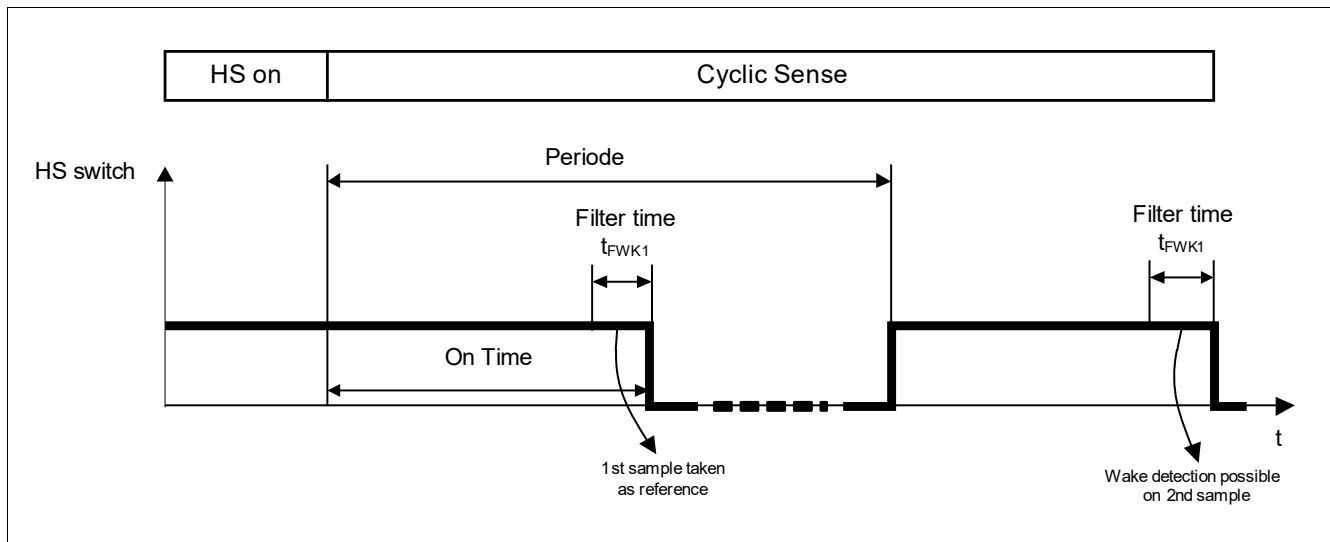 HS on
Cyclic Sense
HS switch
Periode
Filter time
tFWK1
Filter time
tFWK1
On Time
t
1st sample taken
as reference
Wake detection possible
on 2nd sample